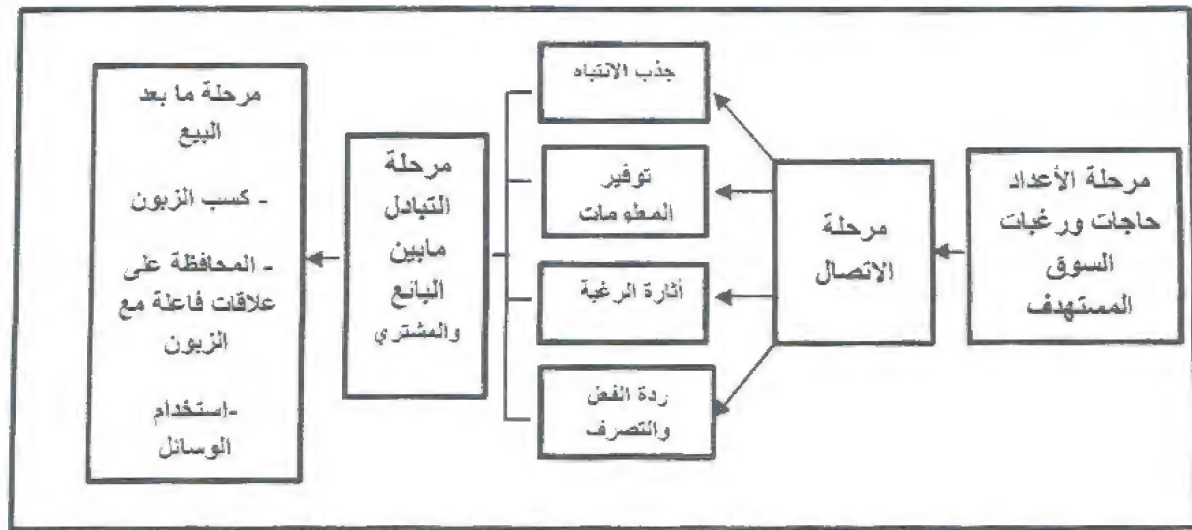 مرحلة الأعداد
حاجات ورغبات
السوق
المستهدف
مرحلة
الاتصال
جذب الانتباه
توفير
المعلومات
أثارة الرغبة
ردة الفعل
والتصرف
مرحلة
التبادل
مابين
البائع
والمشتري
مرحلة ما بعد
البيع
- كسب الزبون
- المحافظة على
علاقات فاعلة مع
الزبون
-استخدام
الوسائل